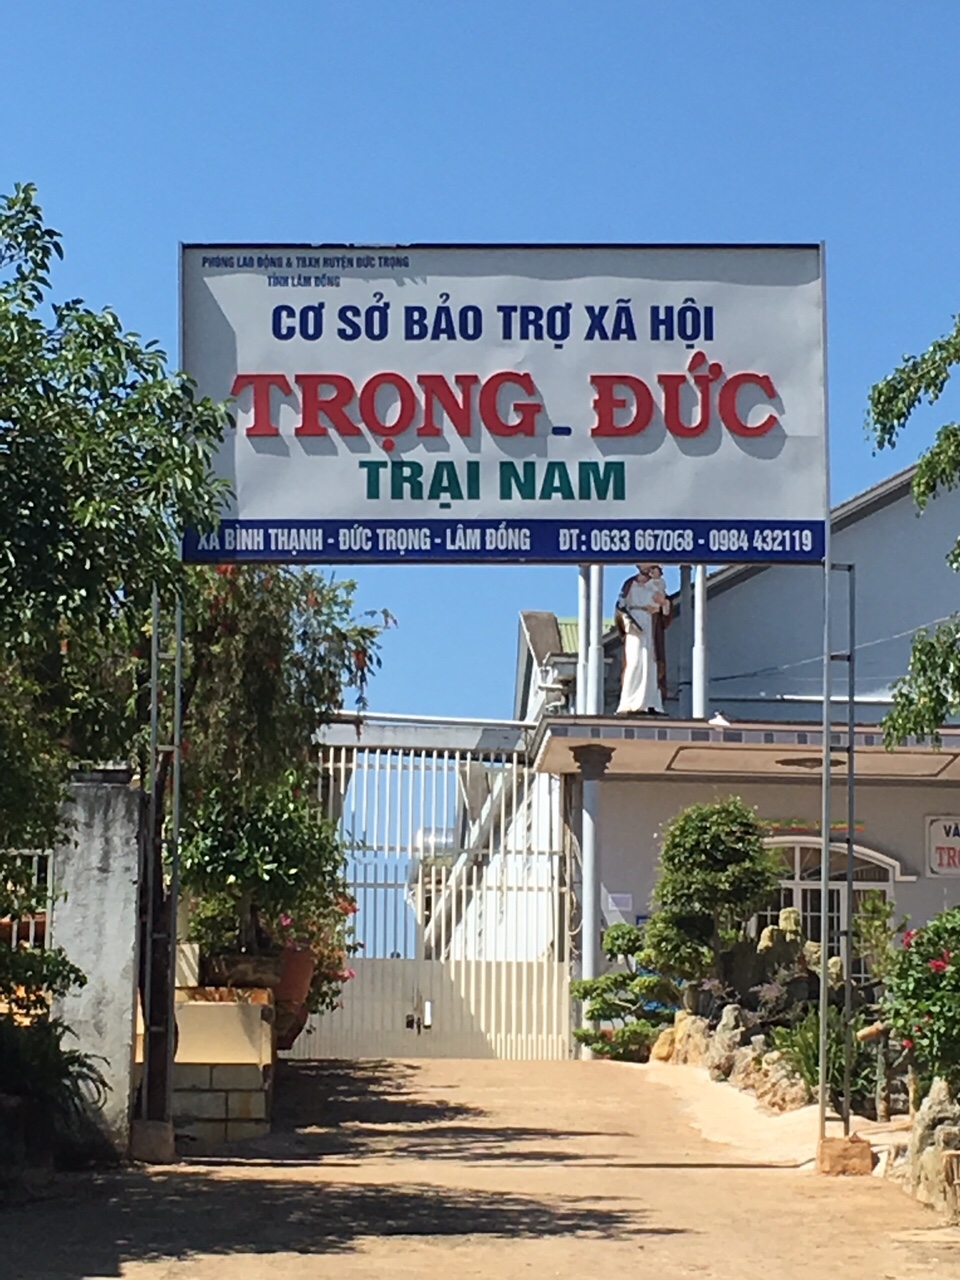 PHÒNG LAO ĐỘNG & TBXH HUYỆN ĐỨC TRỌNG
TỈNH LÂM ĐỒNG
CƠ SỞ BẢO TRỢ XÃ HỘI
TRỌNG - ĐỨC
TRẠI NAM
XÃ BÌNH THẠNH - ĐỨC TRỌNG - LÂM ĐỒNG ĐT: 0633 667068 - 0984 432119